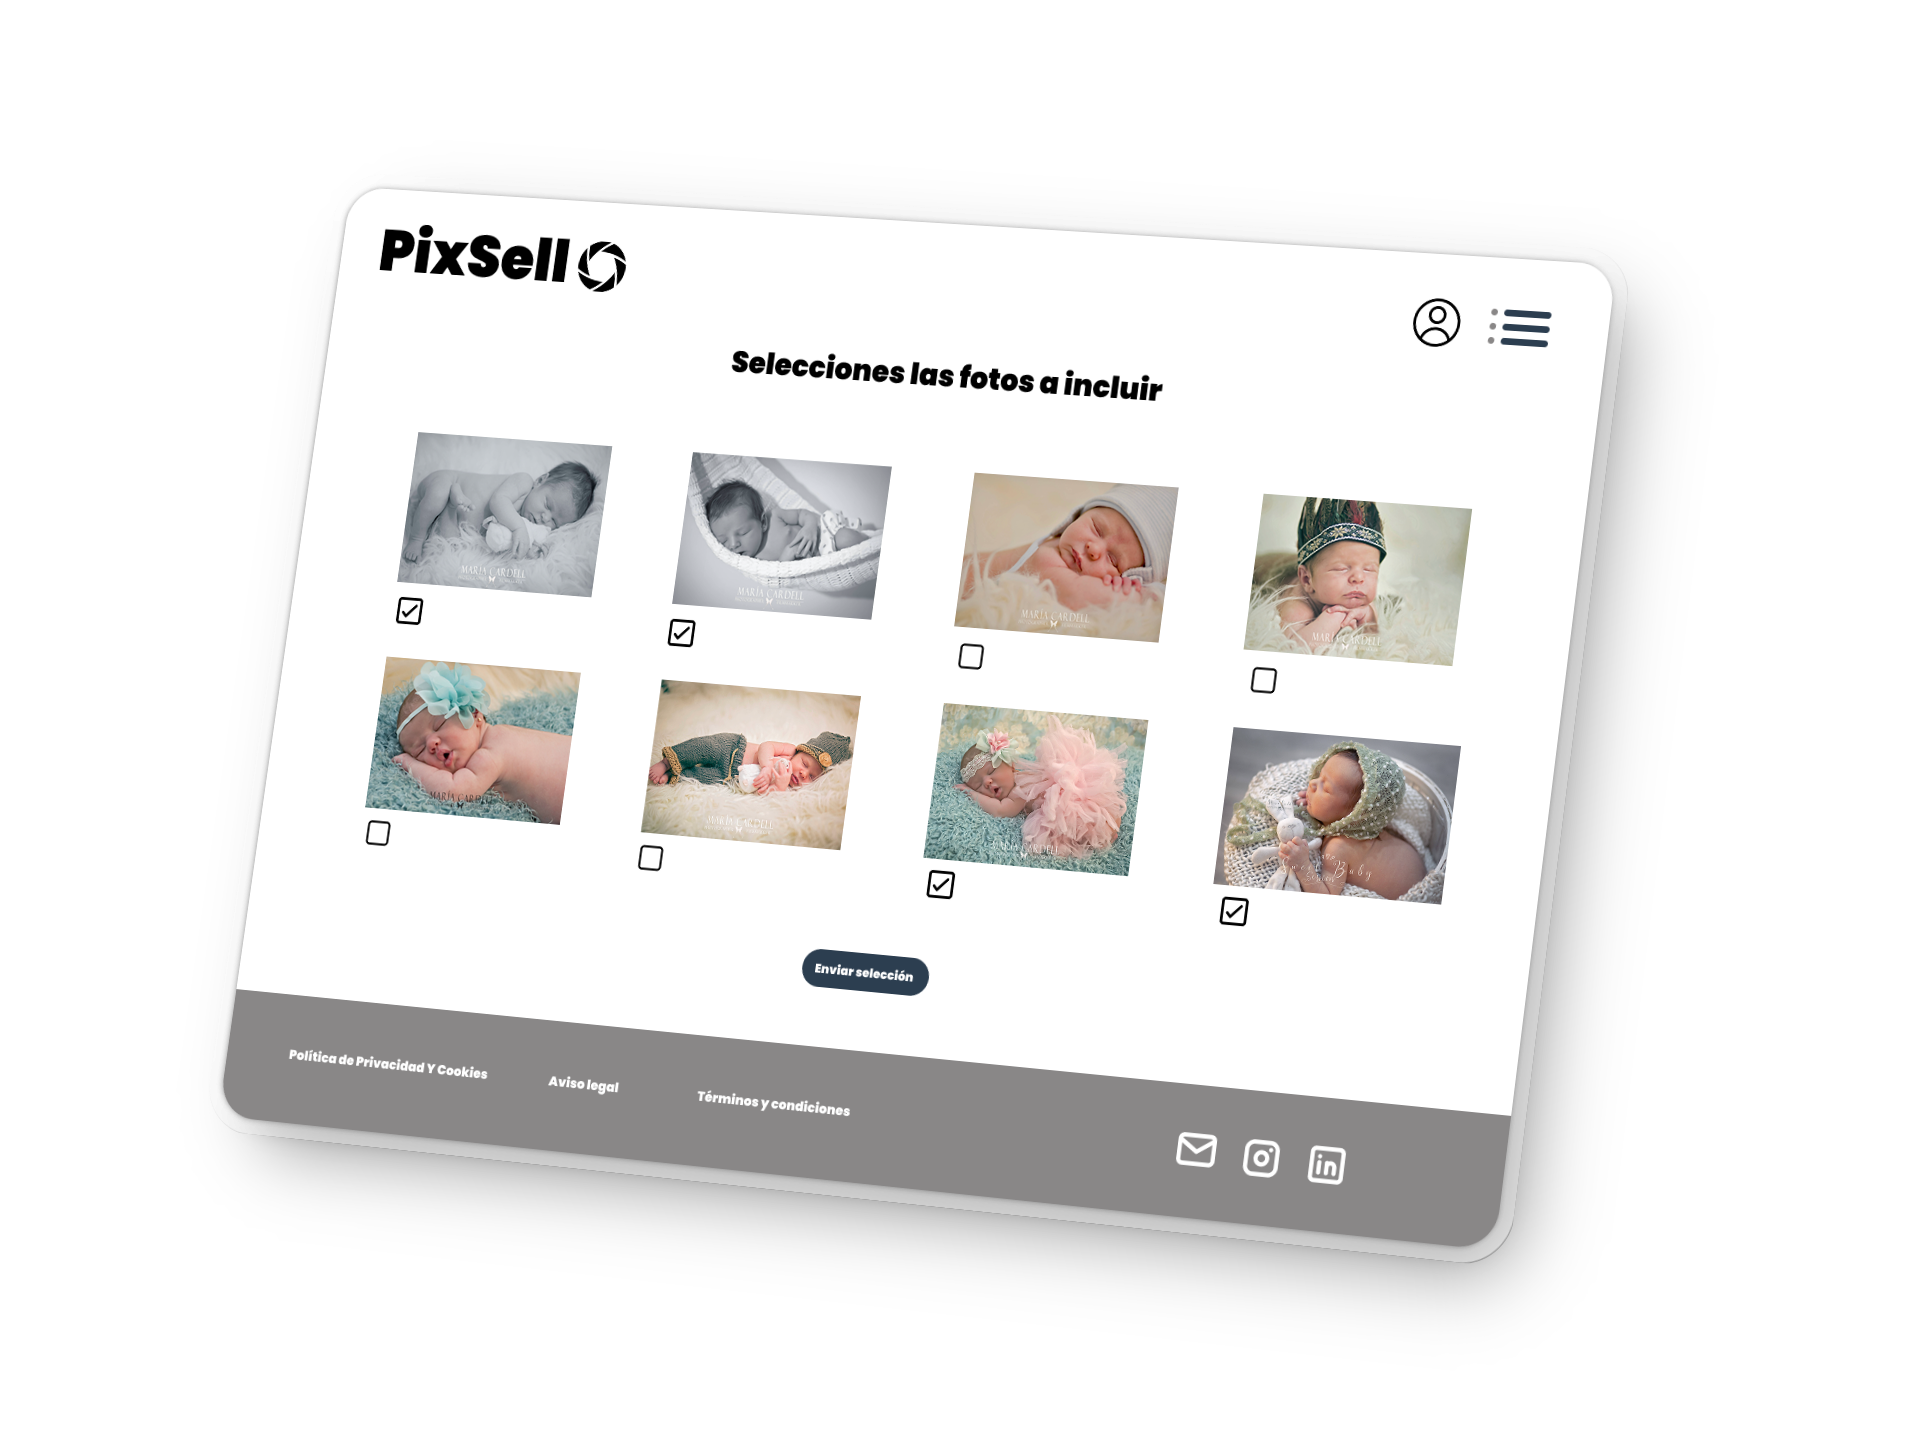 PixSell
Selecciones las fotos a incluir
MARÍA CARDELL
MARÍA CARDELL
MARÍA CARDELL
MARÍA CARDELL
MARÍA CARDELL
MARÍA CARDELL
MARÍA CARDELL
Sweet Baby
Enviar selección
Política de Privacidad Y Cookies
Aviso legal
Términos y condiciones
in